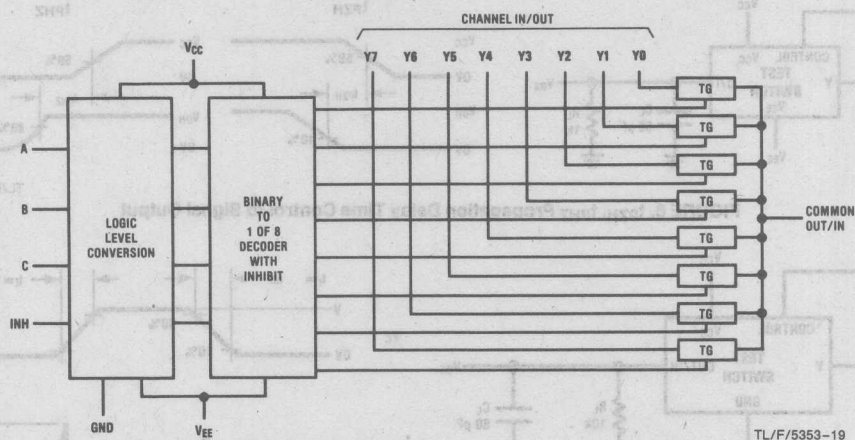 CHANNEL IN/OUT
VCC
Y7 Y6 Y5 Y4 Y3 Y2 Y1 Y0
TG
TG
TG
TG
TG
TG
TG
TG
A
B
C
INH
LOGIC
LEVEL
CONVERSION
BINARY
TO
1 OF 8
DECODER
WITH
INHIBIT
COMMON
OUT/IN
GND
VEE
TL/F/5353–19